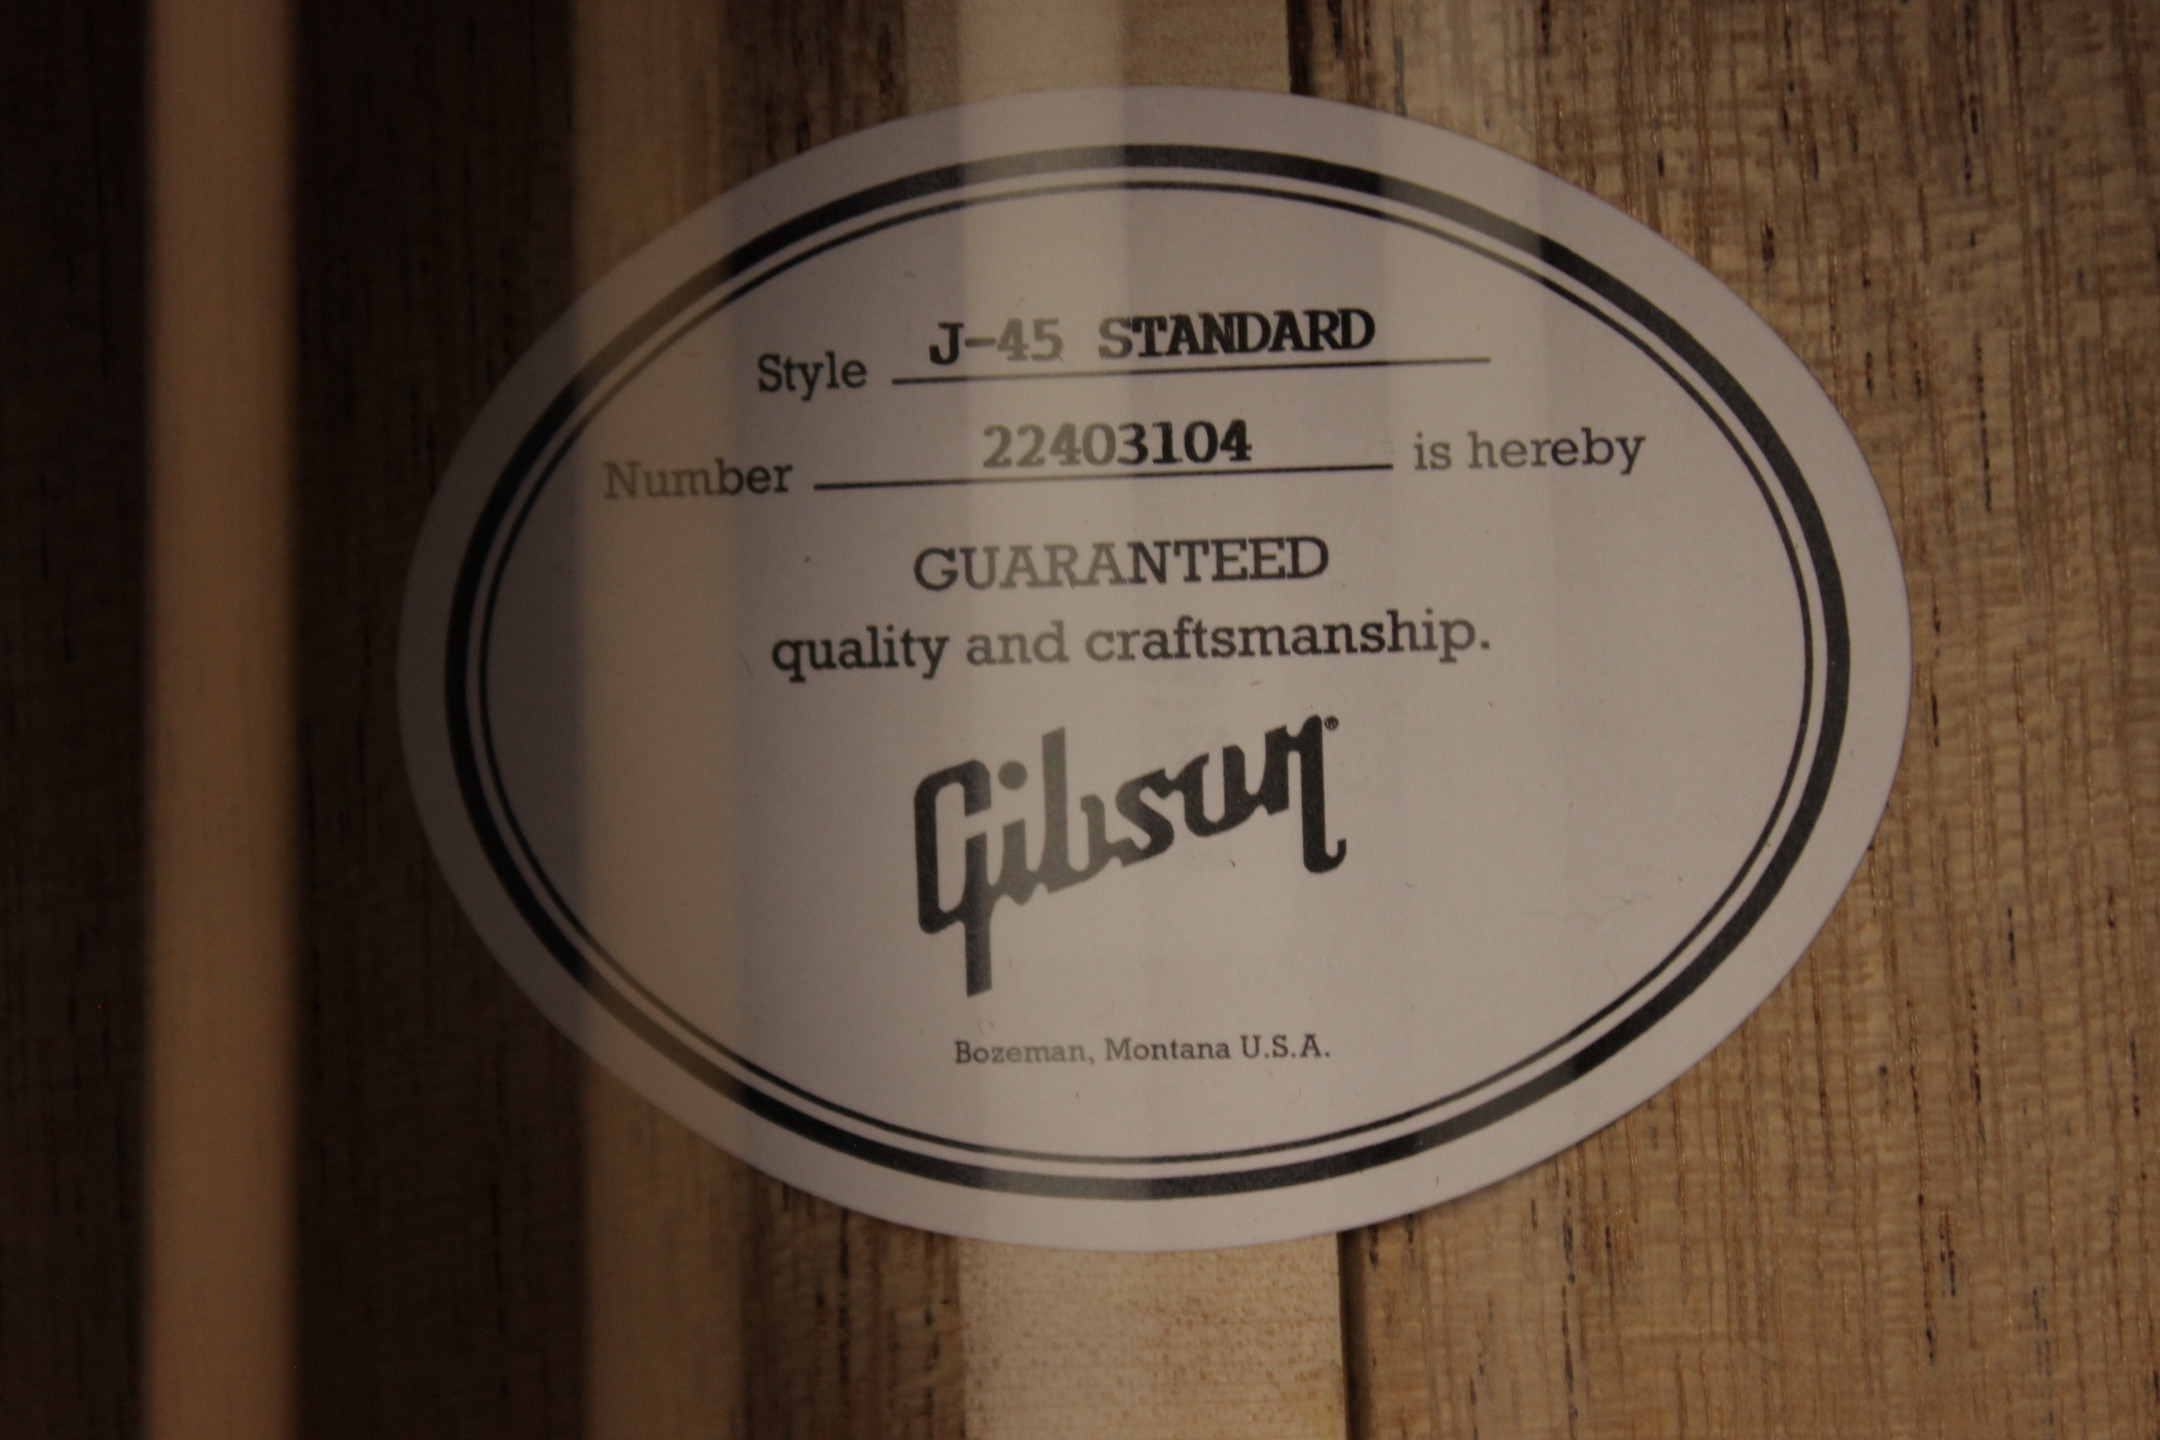 Style J-45 STANDARD
Number 22403104 is hereby
GUARANTEED
quality and craftsmanship.
Gibson®
Bozeman, Montana U.S.A.